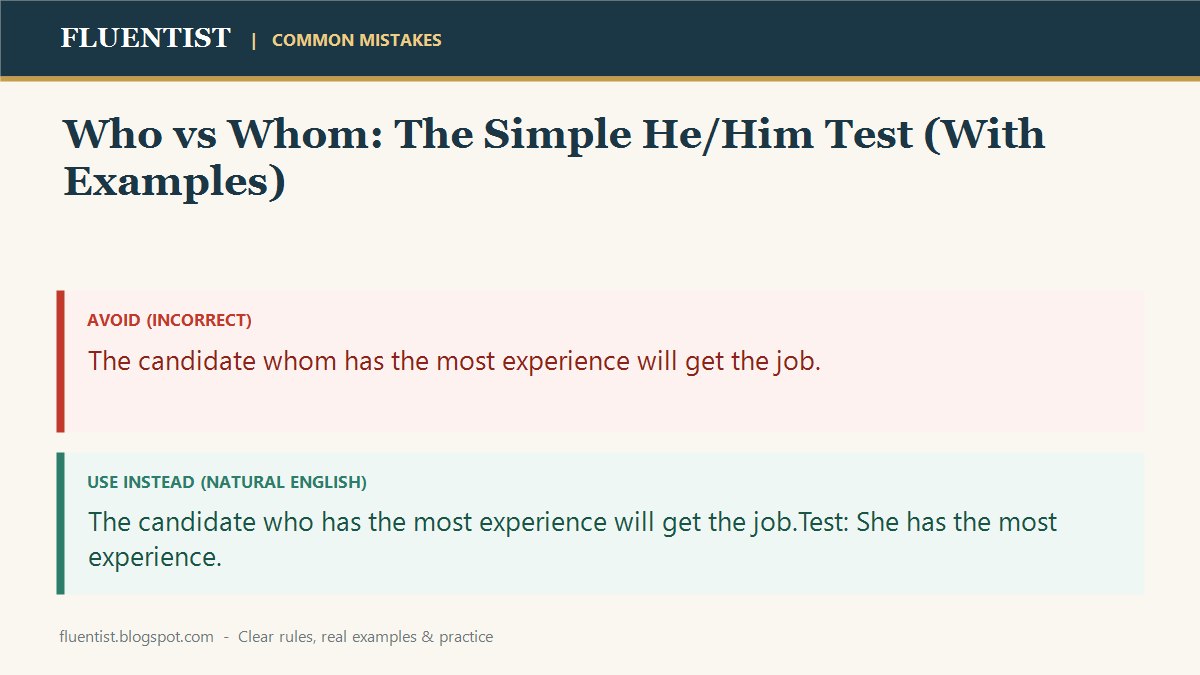 FLUENTIST | COMMON MISTAKES
Who vs Whom: The Simple He/Him Test (With
Examples)
AVOID (INCORRECT)
The candidate whom has the most experience will get the job.
USE INSTEAD (NATURAL ENGLISH)
The candidate who has the most experience will get the job.Test: She has the most
experience.
fluentist.blogspot.com - Clear rules, real examples & practice